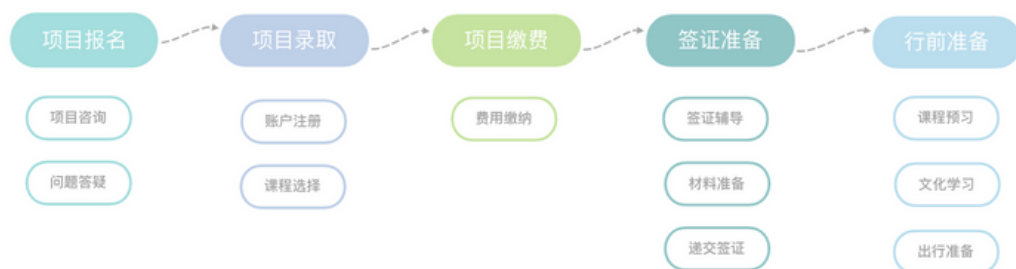 项目报名
项目录取
项目缴费
签证准备
行前准备
项目咨询
账户注册
费用缴纳
签证辅导
课程预习
问题答疑
课程选择
材料准备
文化学习
递交签证
出行准备